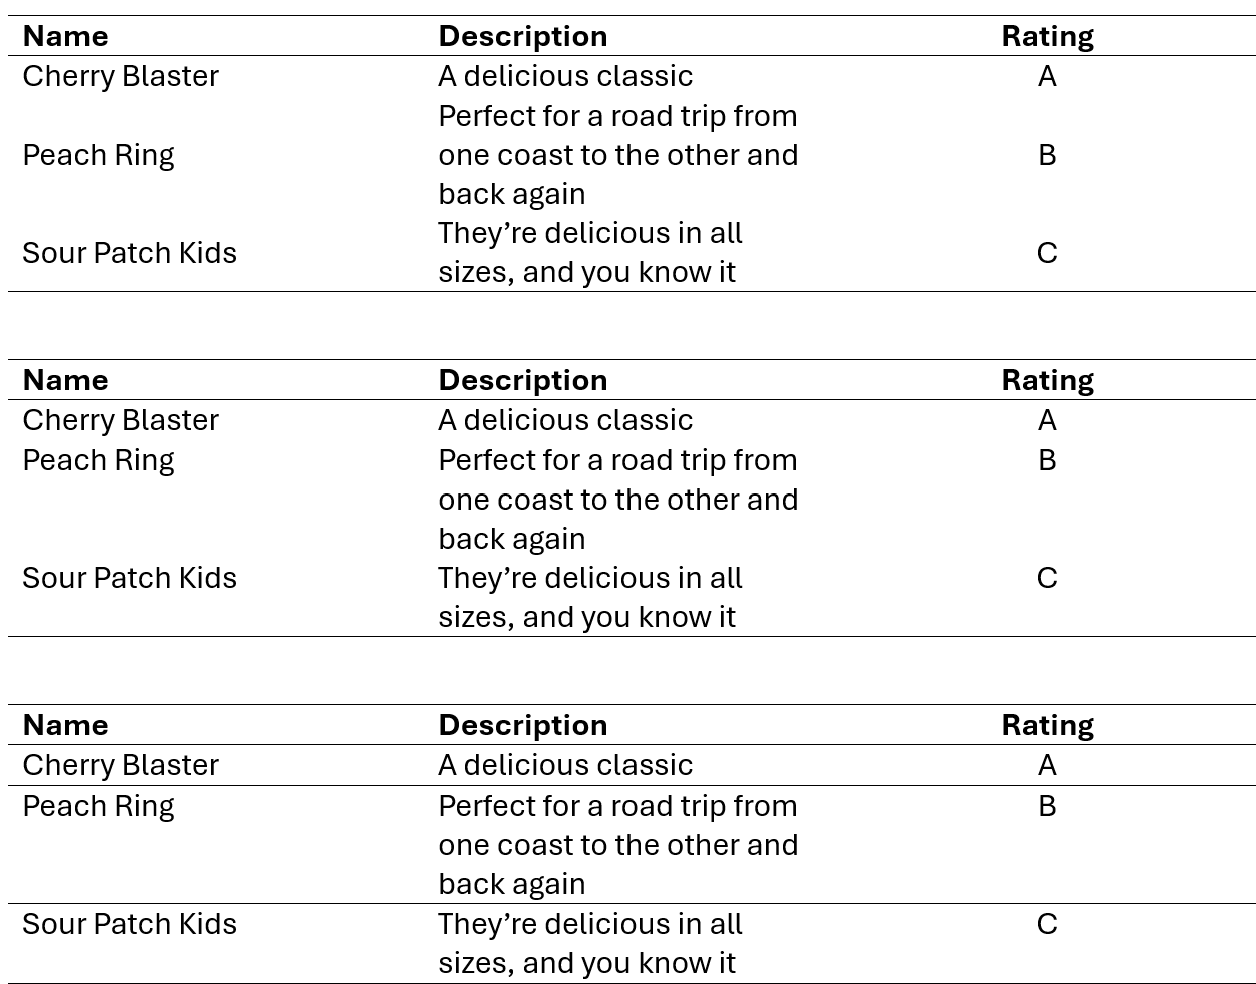 Name Description Rating
Cherry Blaster A delicious classic A
Perfect for a road trip from
Peach Ring one coast to the other and B
back again
They’re delicious in all
Sour Patch Kids C
sizes, and you know it
Name Description Rating
Cherry Blaster A delicious classic A
Peach Ring Perfect for a road trip from B
one coast to the other and
back again
Sour Patch Kids They’re delicious in all C
sizes, and you know it
Name Description Rating
Cherry Blaster A delicious classic A
Peach Ring Perfect for a road trip from B
one coast to the other and
back again
Sour Patch Kids They’re delicious in all C
sizes, and you know it